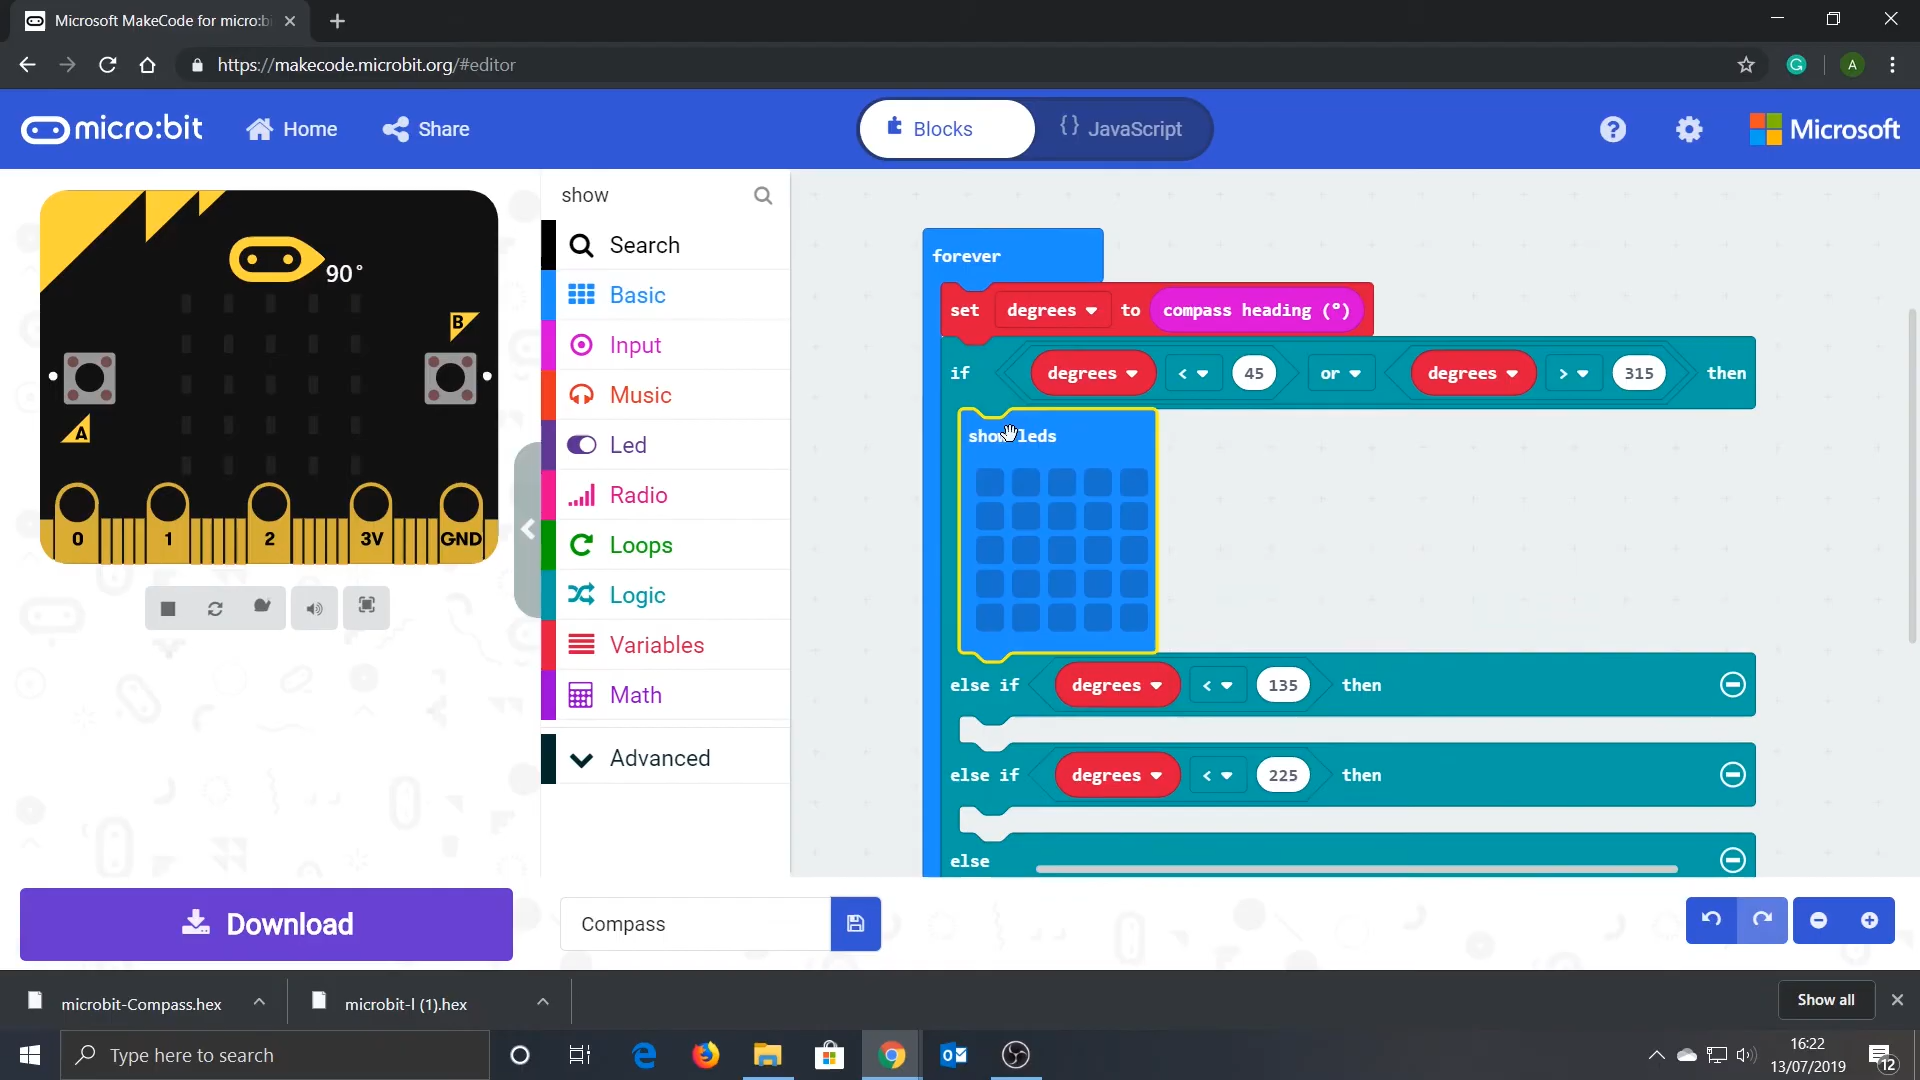 Microsoft MakeCode for micro:bi
https://makecode.microbit.org/#editor
G
A
micro:bit
Home
Share
Blocks
{} JavaScript
?
Microsoft
90°
B
A
0 1 2 3V GND
show
Search
Basic
Input
Music
Led
Radio
Loops
Logic
Variables
Math
Advanced
forever
set degrees to compass heading (°)
if degrees < 45 or degrees > 315 then
show leds
else if degrees < 135 then
else if degrees < 225 then
else
Download
Compass
microbit-Compass.hex
microbit-l (1).hex
Show all
Type here to search
16:22
13/07/2019
12